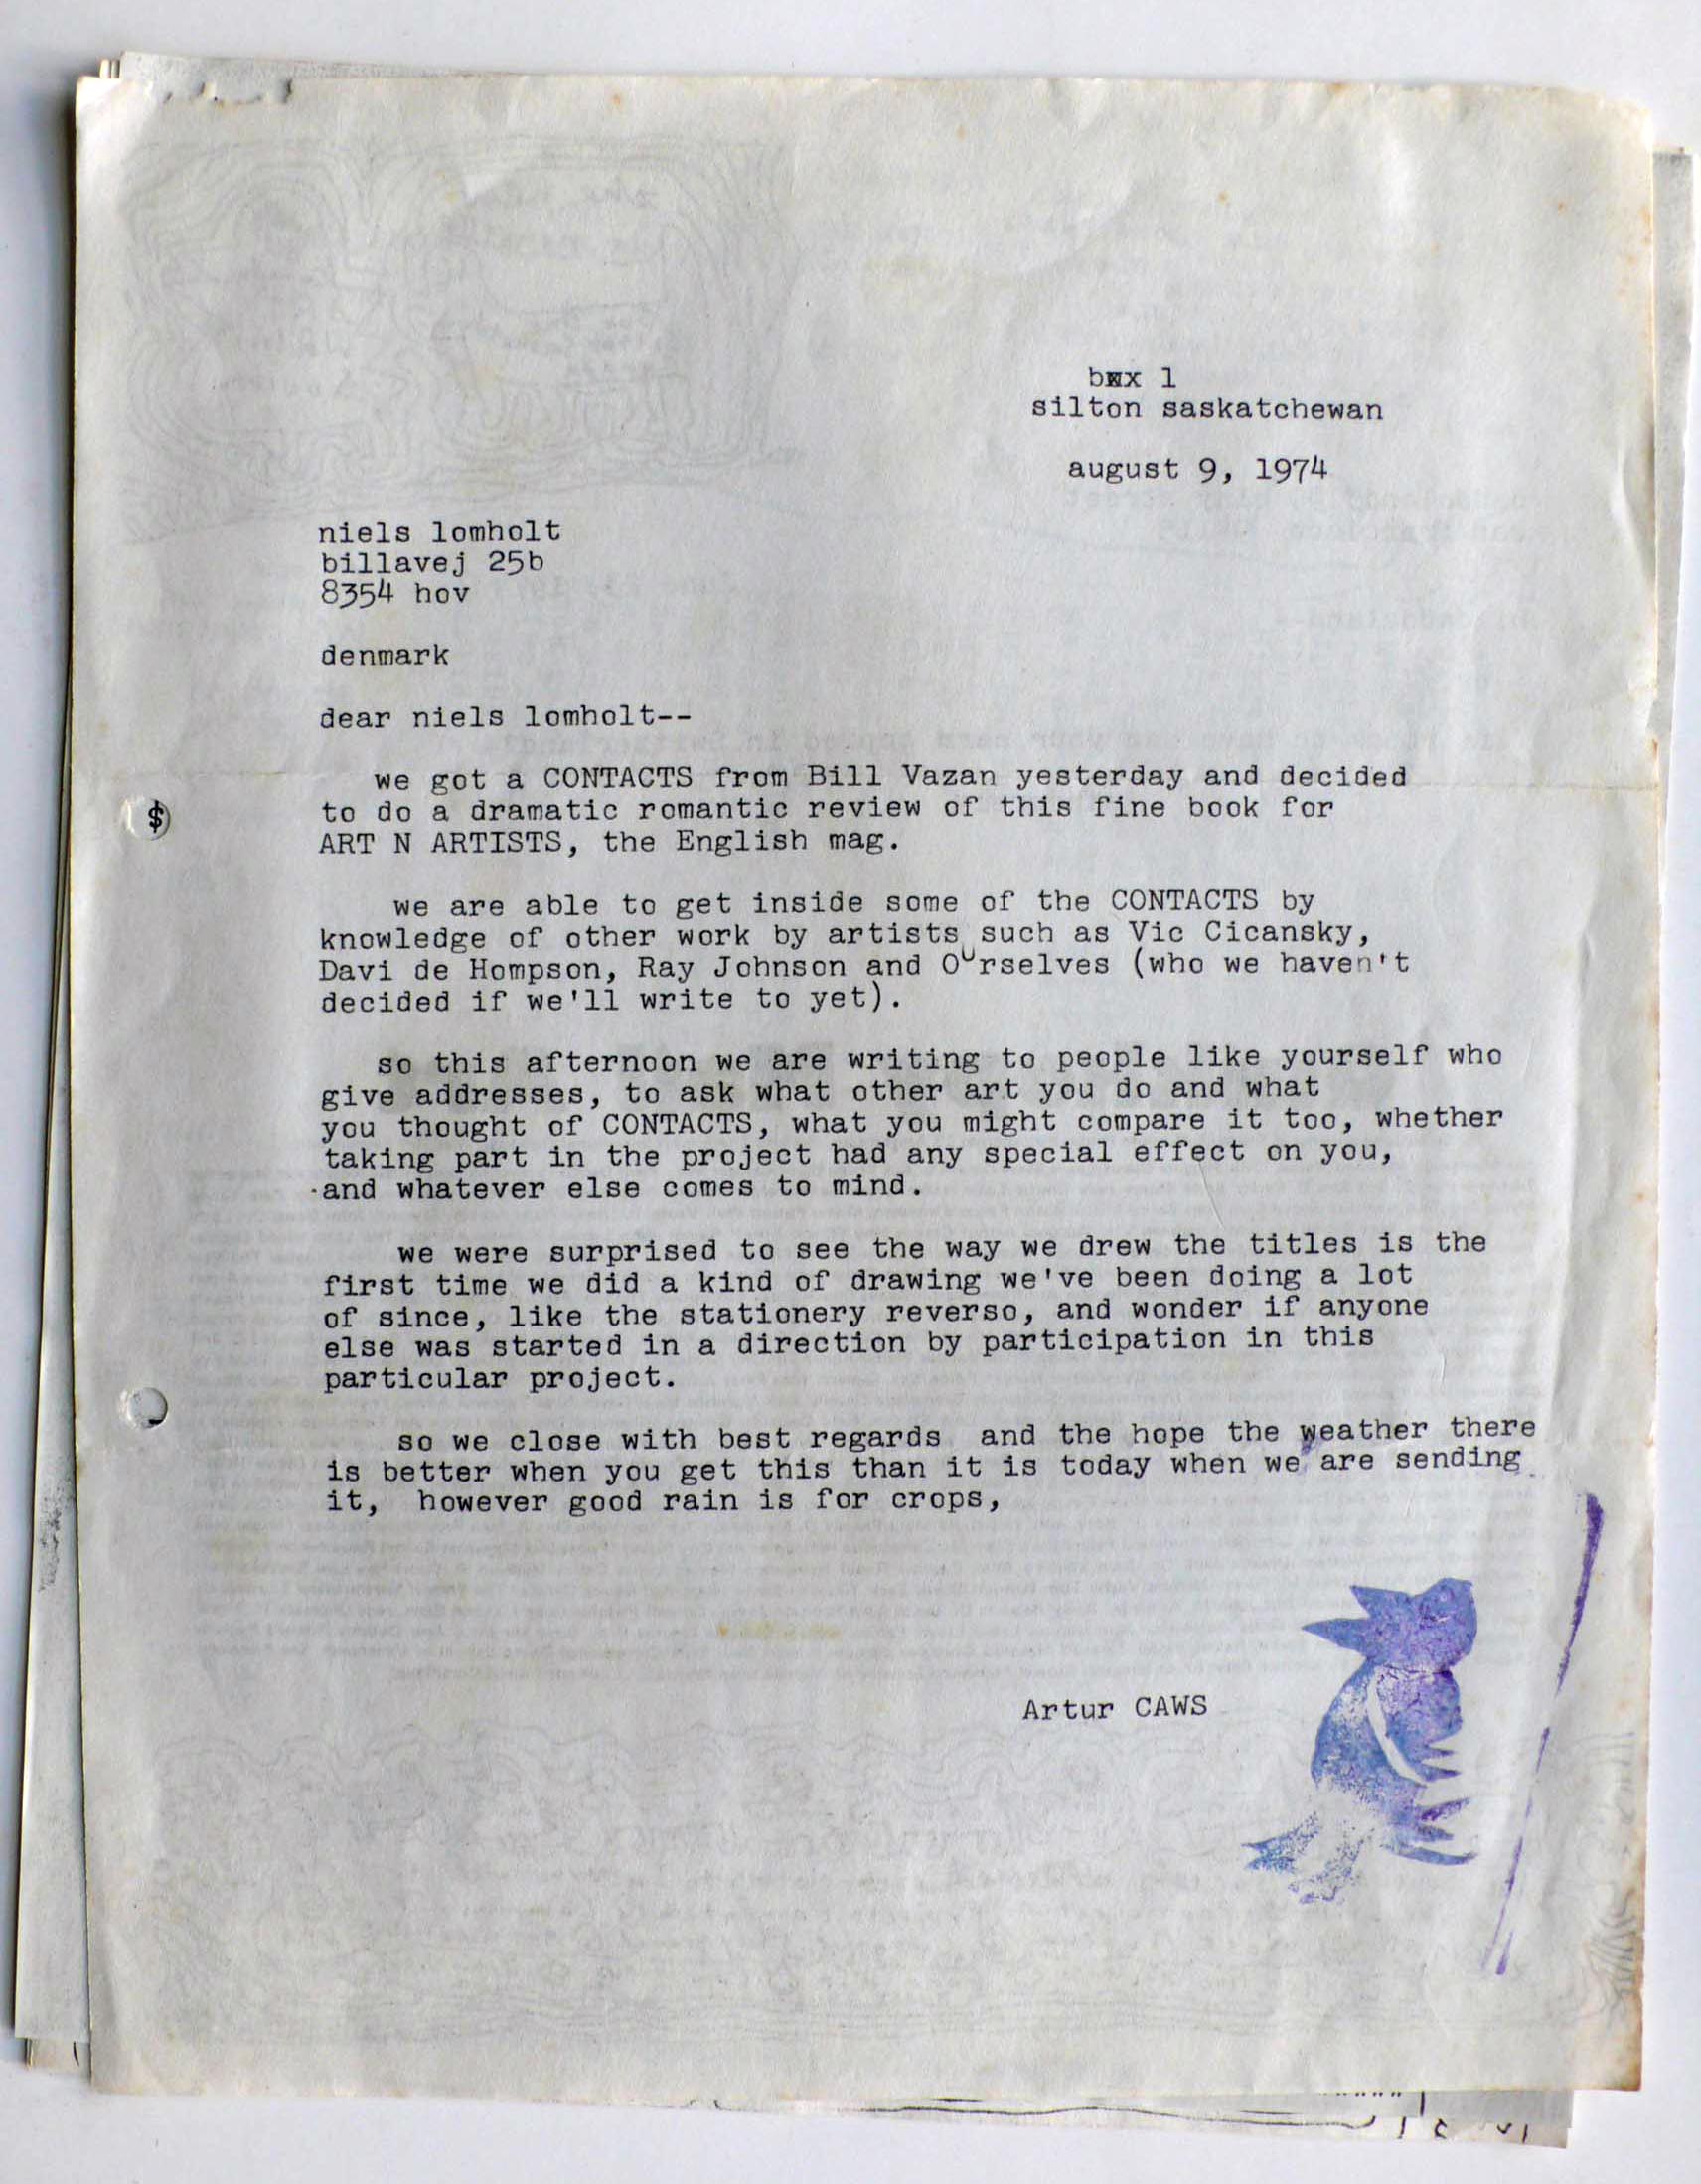 box 1
silton saskatchewan
august 9, 1974
niels lomholt
billavej 25b
8354 hov
denmark
dear niels lomholt--
we got a CONTACTS from Bill Vazan yesterday and decided
to do a dramatic romantic review of this fine book for
ART N ARTISTS, the English mag.
we are able to get inside some of the CONTACTS by
knowledge of other work by artists such as Vic Cicansky,
Davi de Hompson, Ray Johnson and Ourselves (who we haven't
decided if we'll write to yet).
so this afternoon we are writing to people like yourself who
give addresses, to ask what other art you do and what
you thought of CONTACTS, what you might compare it too, whether
taking part in the project had any special effect on you,
and whatever else comes to mind.
we were surprised to see the way we drew the titles is the
first time we did a kind of drawing we've been doing a lot
of since, like the stationery reverso, and wonder if anyone
else was started in a direction by participation in this
particular project.
so we close with best regards and the hope the weather there
is better when you get this than it is today when we are sending
it, however good rain is for crops,
Artur CAWS
$